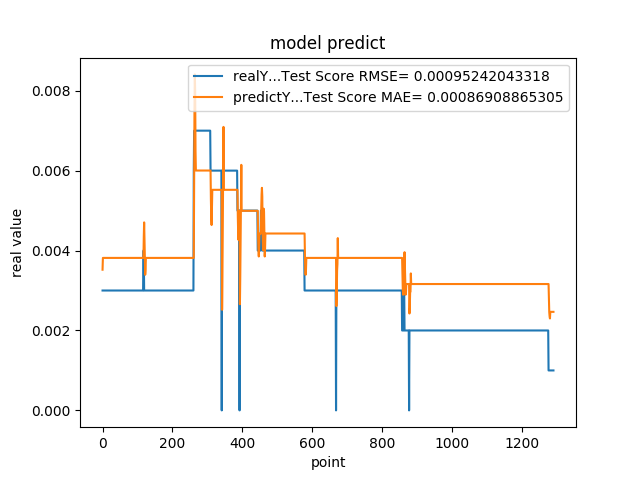 model predict
realY...Test Score RMSE= 0.00095242043318
predictY...Test Score MAE= 0.00086908865305
0.008
0.006
0.004
0.002
0.000
real value
0 200 400 600 800 1000 1200
point